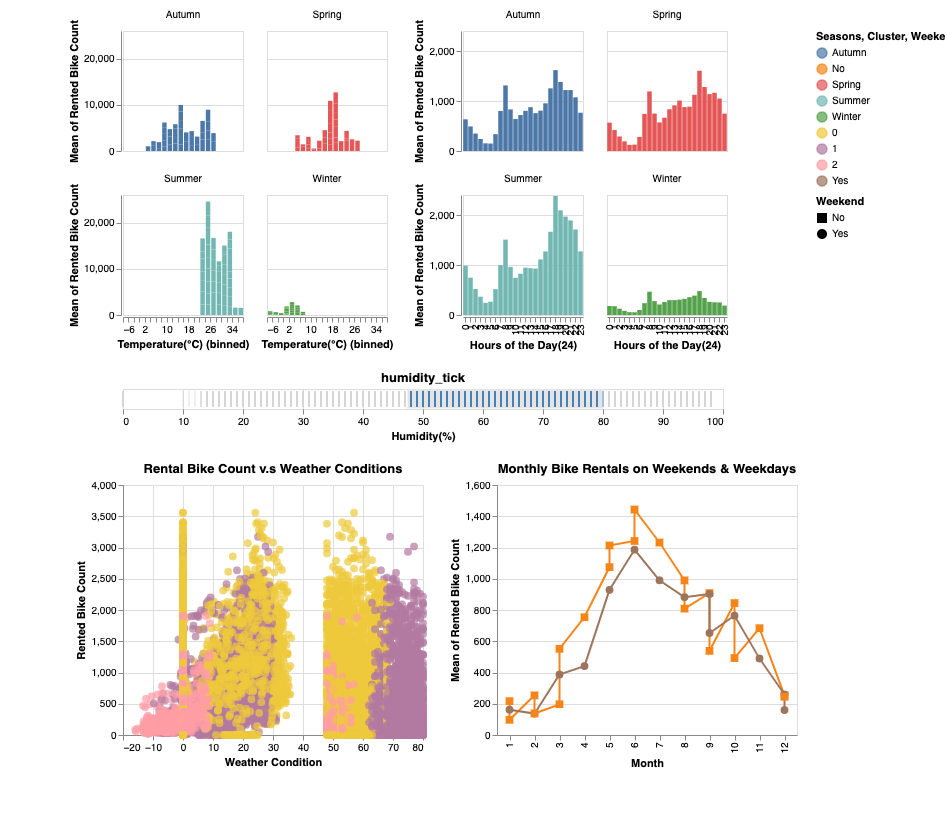 Autumn
Spring
Mean of Rented Bike Count
20,000
10,000
0
Summer
Winter
Mean of Rented Bike Count
20,000
10,000
0
−6 2 10 18 26 34
−6 2 10 18 26 34
Temperature(°C) (binned)
Temperature(°C) (binned)
Autumn
Spring
Mean of Rented Bike Count
2,000
1,000
0
Summer
Winter
Mean of Rented Bike Count
2,000
1,000
0
Hours of the Day(24)
Hours of the Day(24)
Seasons, Cluster, Weeke
Autumn
No
Spring
Summer
Winter
0
1
2
Yes
Weekend
No
Yes
humidity_tick
0 10 20 30 40 50 60 70 80 90 100
Humidity(%)
Rental Bike Count v.s Weather Conditions
Rented Bike Count
4,000
3,500
3,000
2,500
2,000
1,500
1,000
500
0
−20 −10 0 10 20 30 40 50 60 70 80
Weather Condition
Monthly Bike Rentals on Weekends & Weekdays
Mean of Rented Bike Count
1,600
1,400
1,200
1,000
800
600
400
200
0
1 2 3 4 5 6 7 8 9 10 11 12
Month